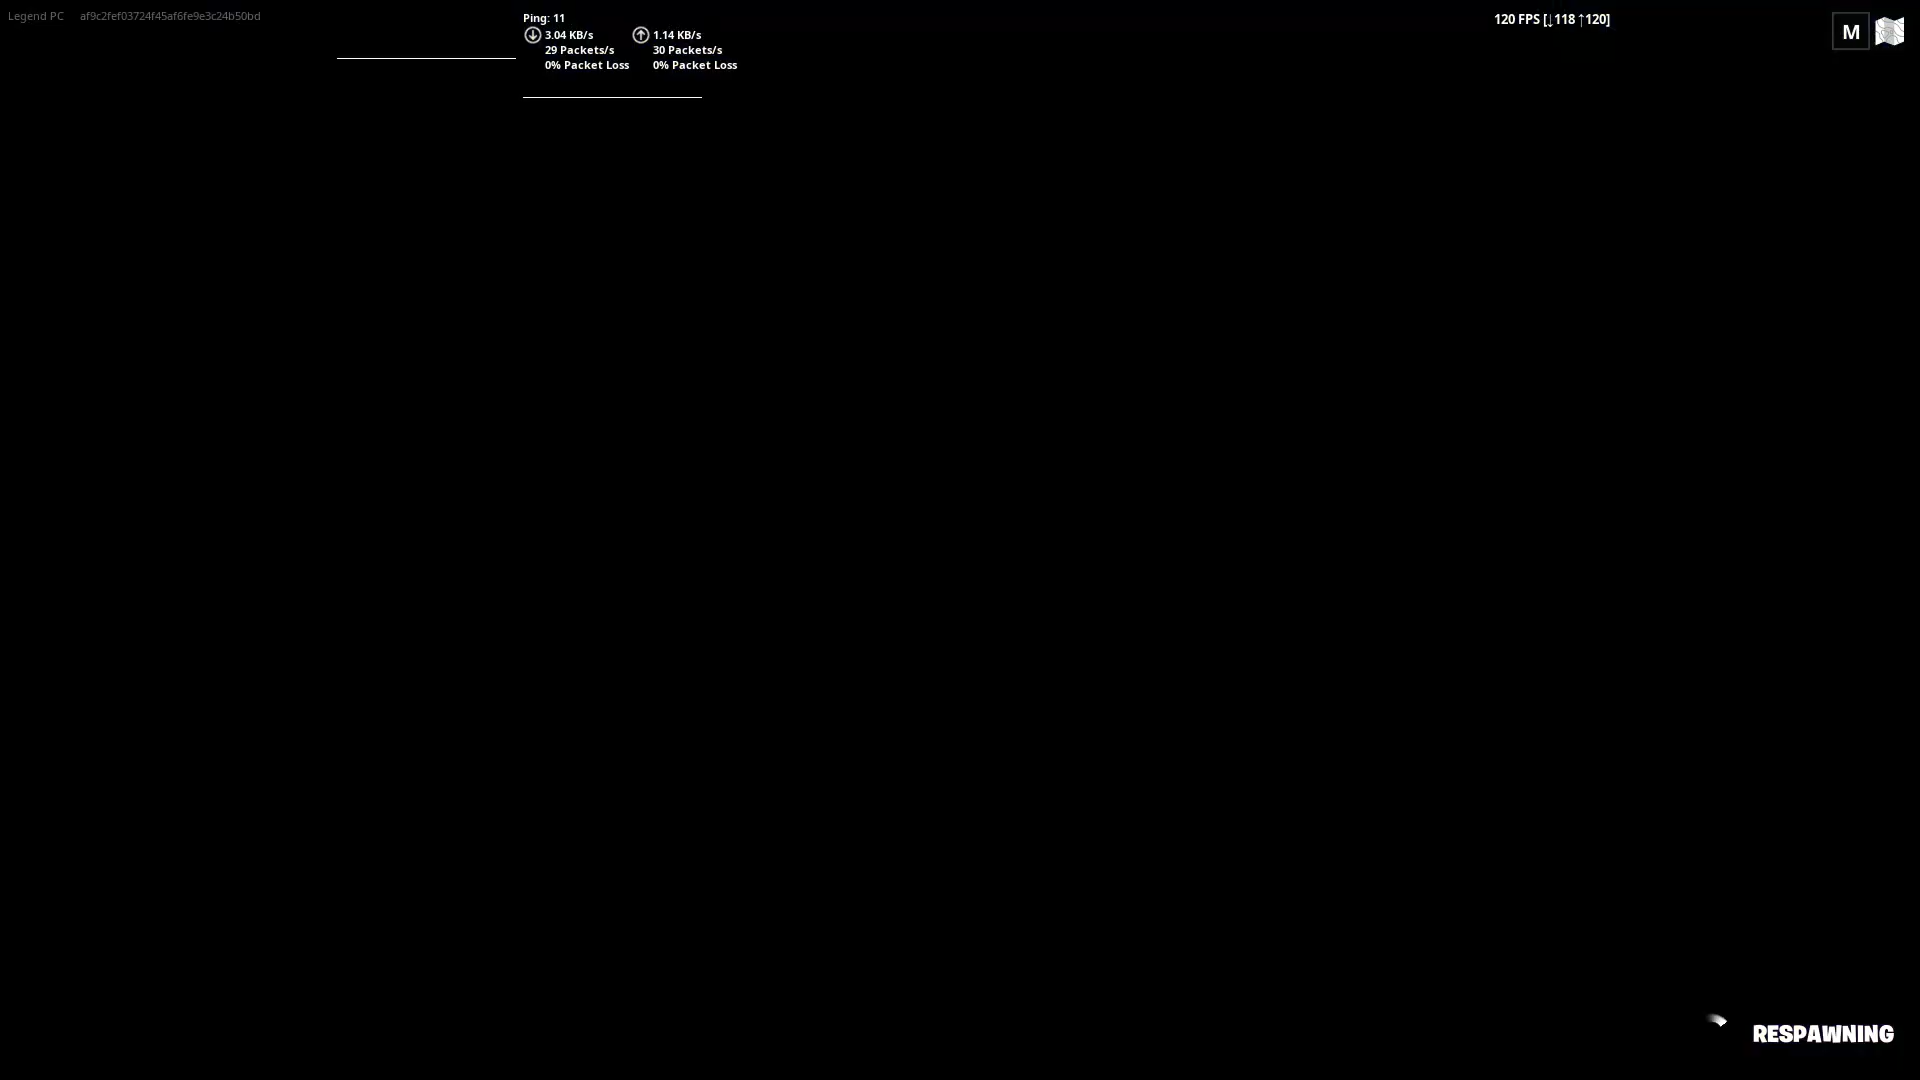 Legend PC af9c2fef03724f45af6fe9e3c24b50bd
Ping: 11
3.04 KB/s 1.14 KB/s
29 Packets/s 30 Packets/s
0% Packet Loss 0% Packet Loss
120 FPS [↓118 ↑120]
M
RESPAWNING